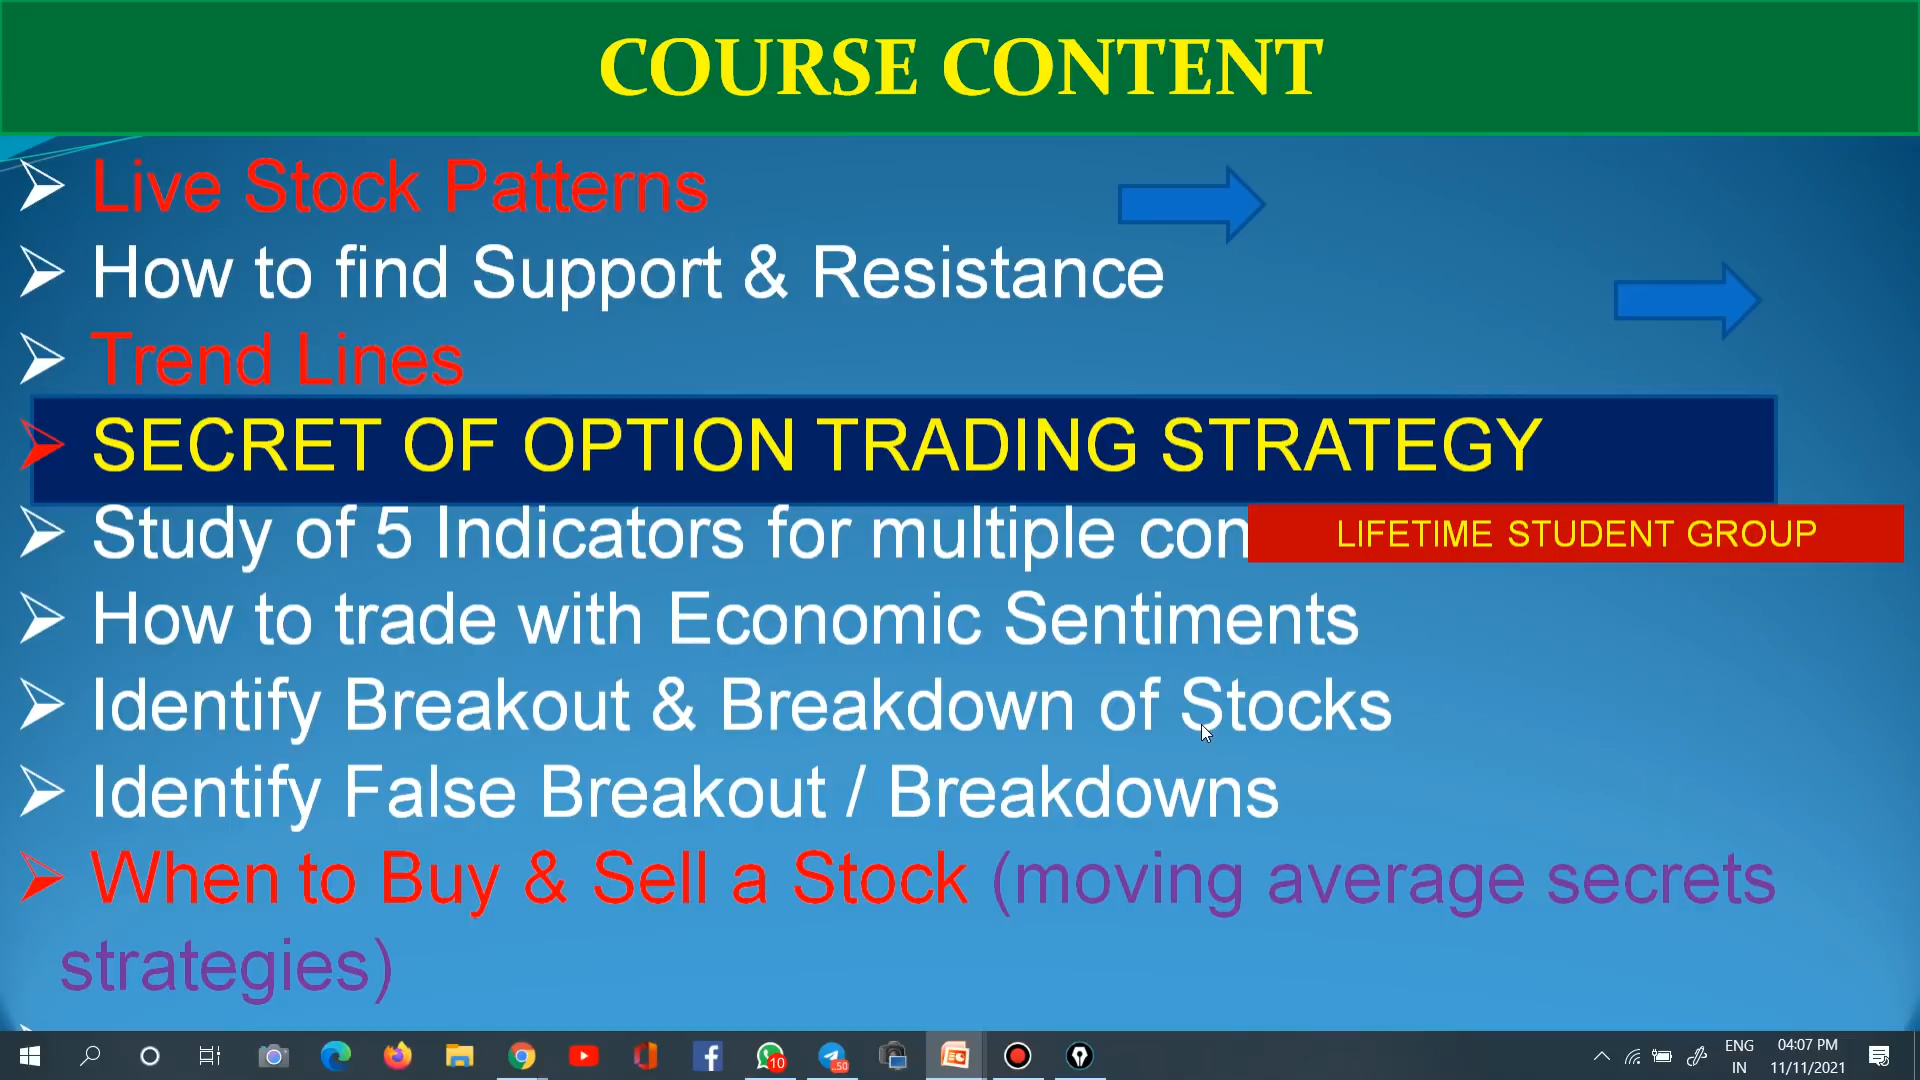 COURSE CONTENT
Live Stock Patterns
How to find Support & Resistance
Trend Lines
SECRET OF OPTION TRADING STRATEGY
Study of 5 Indicators for multiple con
LIFETIME STUDENT GROUP
How to trade with Economic Sentiments
Identify Breakout & Breakdown of Stocks
Identify False Breakout / Breakdowns
When to Buy & Sell a Stock (moving average secrets
strategies)
10
50
ENG
IN
04:07 PM
11/11/2021